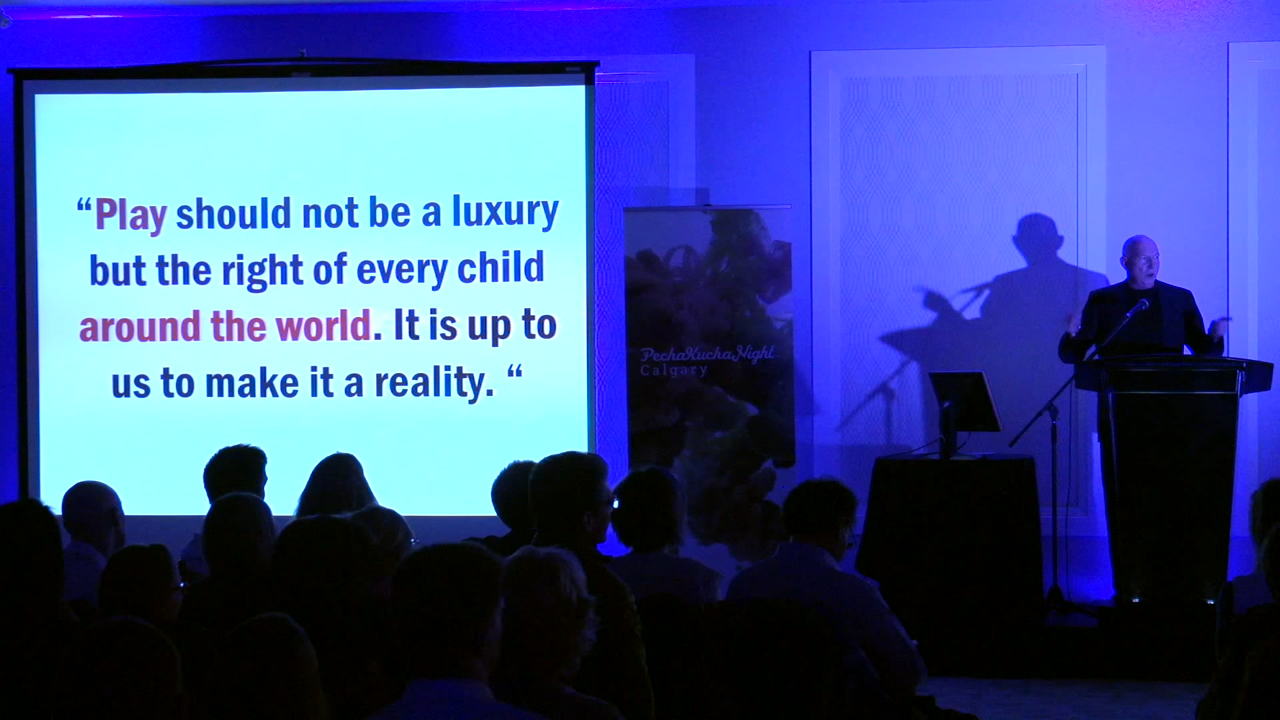 “Play should not be a luxury
but the right of every child
around the world. It is up to
us to make it a reality. “
PechaKucha Night
Calgary